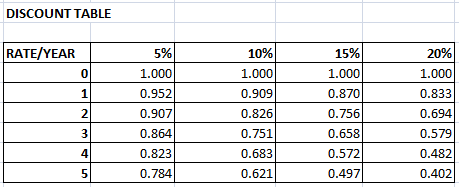 DISCOUNT TABLE
RATE/YEAR 5% 10% 15% 20%
0 1.000 1.000 1.000 1.000
1 0.952 0.909 0.870 0.833
2 0.907 0.826 0.756 0.694
3 0.864 0.751 0.658 0.579
4 0.823 0.683 0.572 0.482
5 0.784 0.621 0.497 0.402